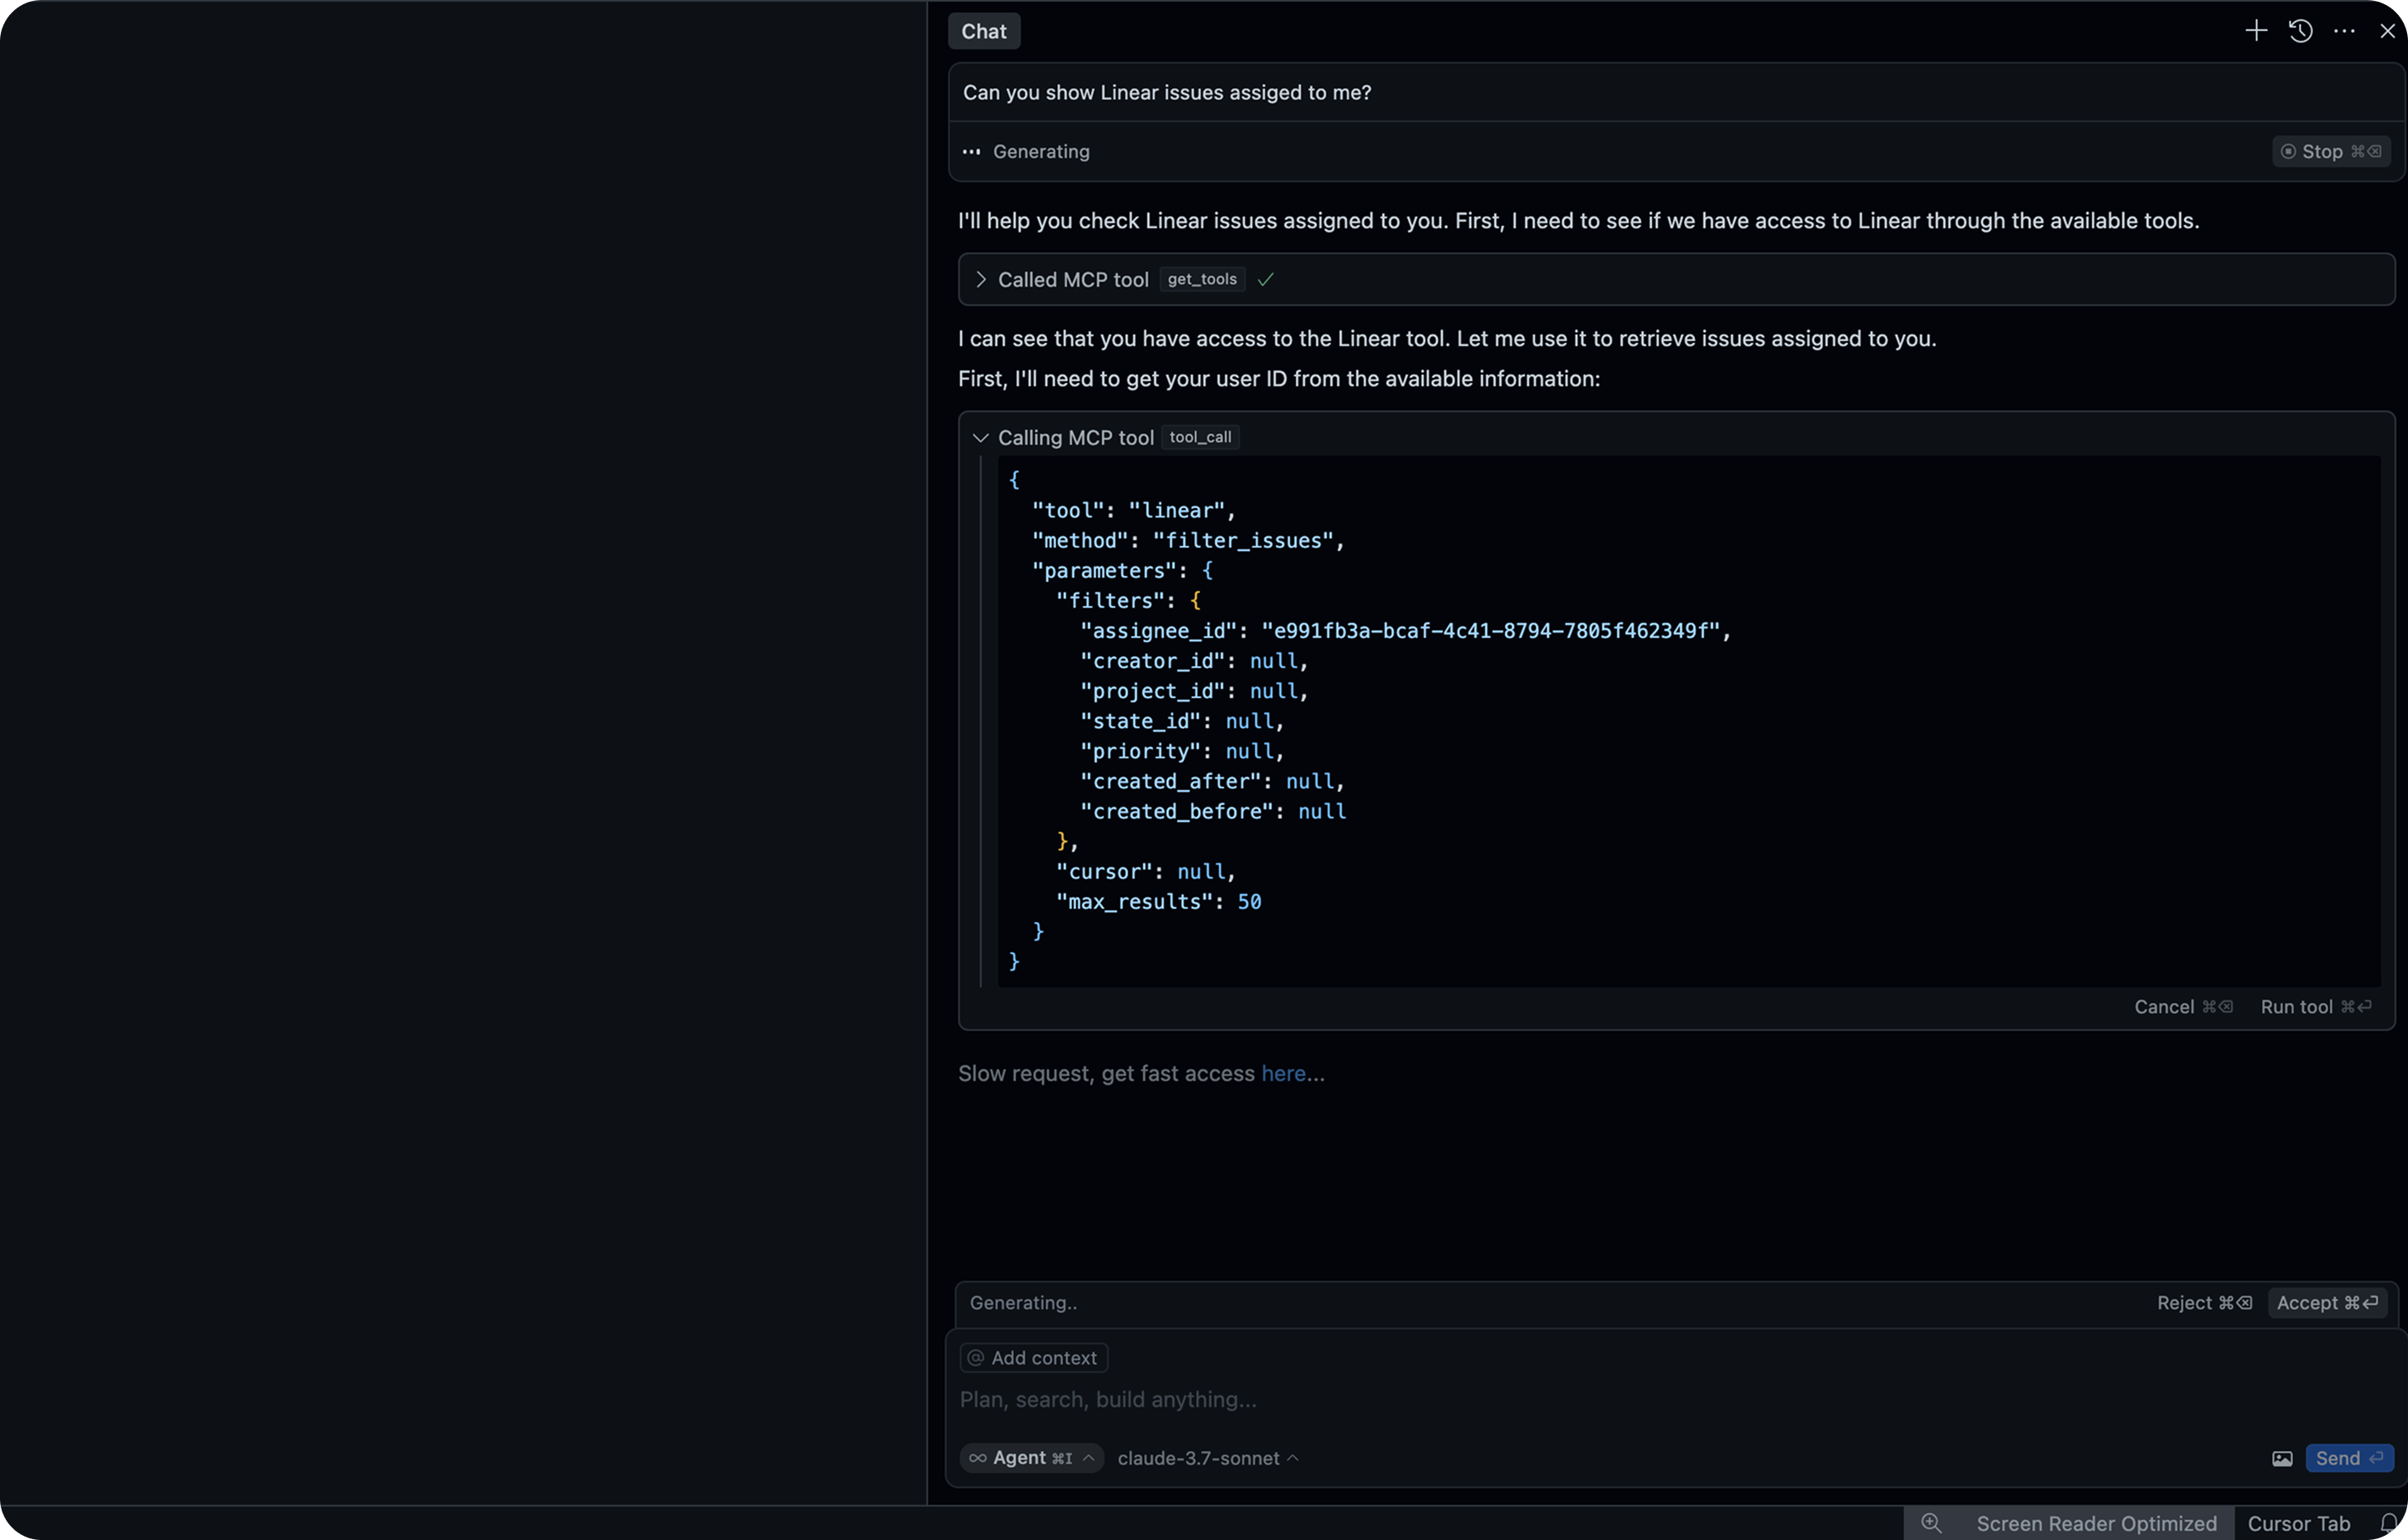 Chat
Can you show Linear issues assiged to me?
Generating
Stop ⌘⌫
I'll help you check Linear issues assigned to you. First, I need to see if we have access to Linear through the available tools.
Called MCP tool get_tools
I can see that you have access to the Linear tool. Let me use it to retrieve issues assigned to you.
First, I'll need to get your user ID from the available information:
Calling MCP tool tool_call
{
  "tool": "linear",
  "method": "filter_issues",
  "parameters": {
    "filters": {
      "assignee_id": "e991fb3a-bcaf-4c41-8794-7805f462349f",
      "creator_id": null,
      "project_id": null,
      "state_id": null,
      "priority": null,
      "created_after": null,
      "created_before": null
    },
    "cursor": null,
    "max_results": 50
  }
}
Cancel ⌘⌫ Run tool ⌘⏎
Slow request, get fast access here...
Generating..
Reject ⌘⌫ Accept ⌘⏎
@ Add context
Plan, search, build anything...
∞ Agent ⌘I claude-3.7-sonnet
Send ⏎
Screen Reader Optimized Cursor Tab